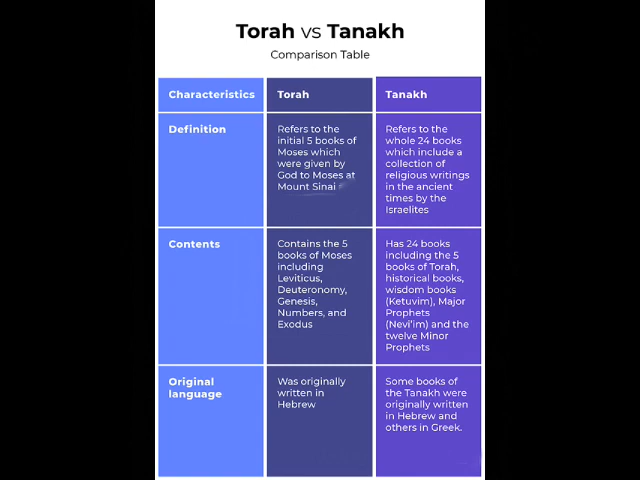 Torah vs Tanakh
Comparison Table
Characteristics
Torah
Tanakh
Definition
Refers to the
initial 5 books of
Moses which
were given by
God to Moses at
Mount Sinai
Refers to the
whole 24 books
which include a
collection of
religious writings
in the ancient
times by the
Israelites
Contents
Contains the 5
books of Moses
including
Leviticus,
Deuteronomy,
Genesis,
Numbers, and
Exodus
Has 24 books
including the 5
books of Torah,
historical books,
wisdom books
(Ketuvim), Major
Prophets
(Nevi'im) and the
twelve Minor
Prophets
Original
language
Was originally
written in
Hebrew
Some books of
the Tanakh were
originally written
in Hebrew and
others in Greek.